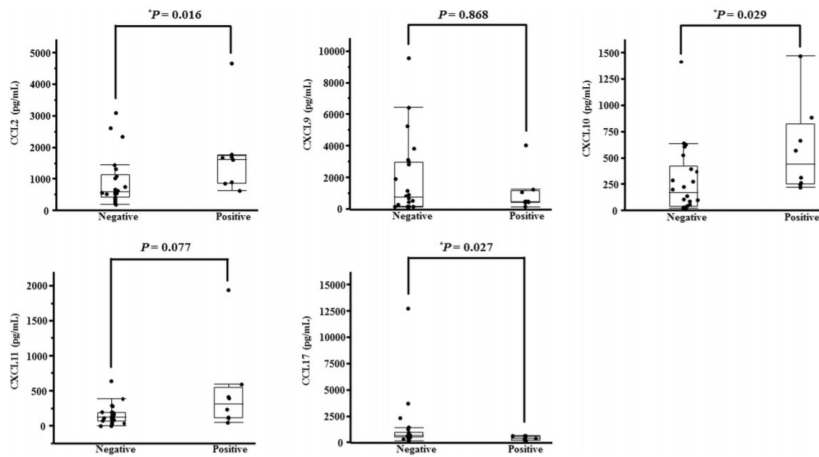 *P = 0.016
5000
4000
3000
2000
1000
0
CCL2 (pg/mL)
Negative Positive
P = 0.868
10000
8000
6000
4000
2000
0
CXCL9 (pg/mL)
Negative Positive
*P = 0.029
1500
1250
1000
750
500
250
0
CXCL10 (pg/mL)
Negative Positive
P = 0.077
2000
1500
1000
500
0
CXCL11 (pg/mL)
Negative Positive
*P = 0.027
15000
12500
10000
7500
5000
2500
0
CCL17 (pg/mL)
Negative Positive